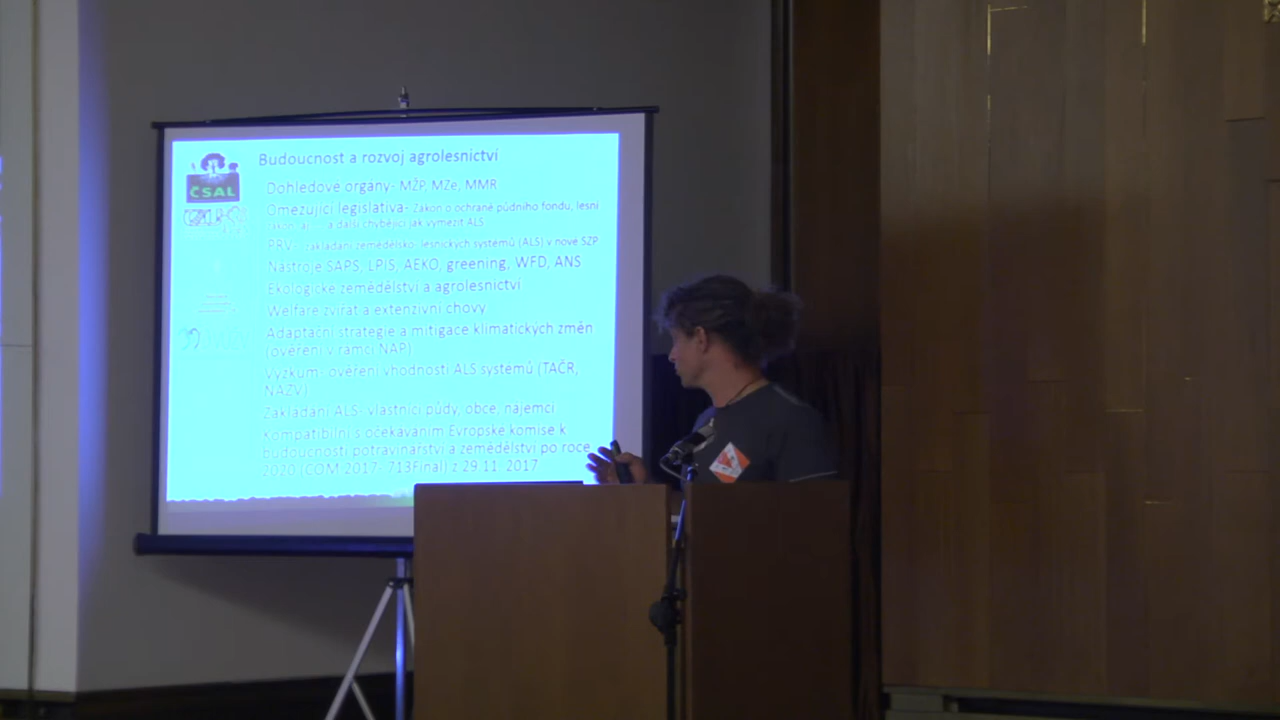 Budoucnost a rozvoj agrolesnictví
ČSAL
Dohledové orgány- MŽP, MZe, MMR
Omezující legislativa- Zákon o ochraně půdního fondu, lesní
zákon, a další chybějící jak vymezit ALS
PRV- zakládání zemědělsko- lesnických systémů (ALS) v nové SZP
Nástroje SAPS, LPIS, AEKO, greening, WFD, ANS
Ekologické zemědělství a agrolesnictví
Welfare zvířat a extenzivní chovy
Adaptační strategie a mitigace klimatických změn
(ověření v rámci NAP)
Výzkum- ověření vhodnosti ALS systémů (TAČR,
NAZV)
Zakládání ALS- vlastníci půdy, obce, nájemci
Kompatibilní s očekáváním Evropské komise k
budoucnosti potravinářství a zemědělství po roce
2020 (COM 2017- 713Final) z 29.11. 2017